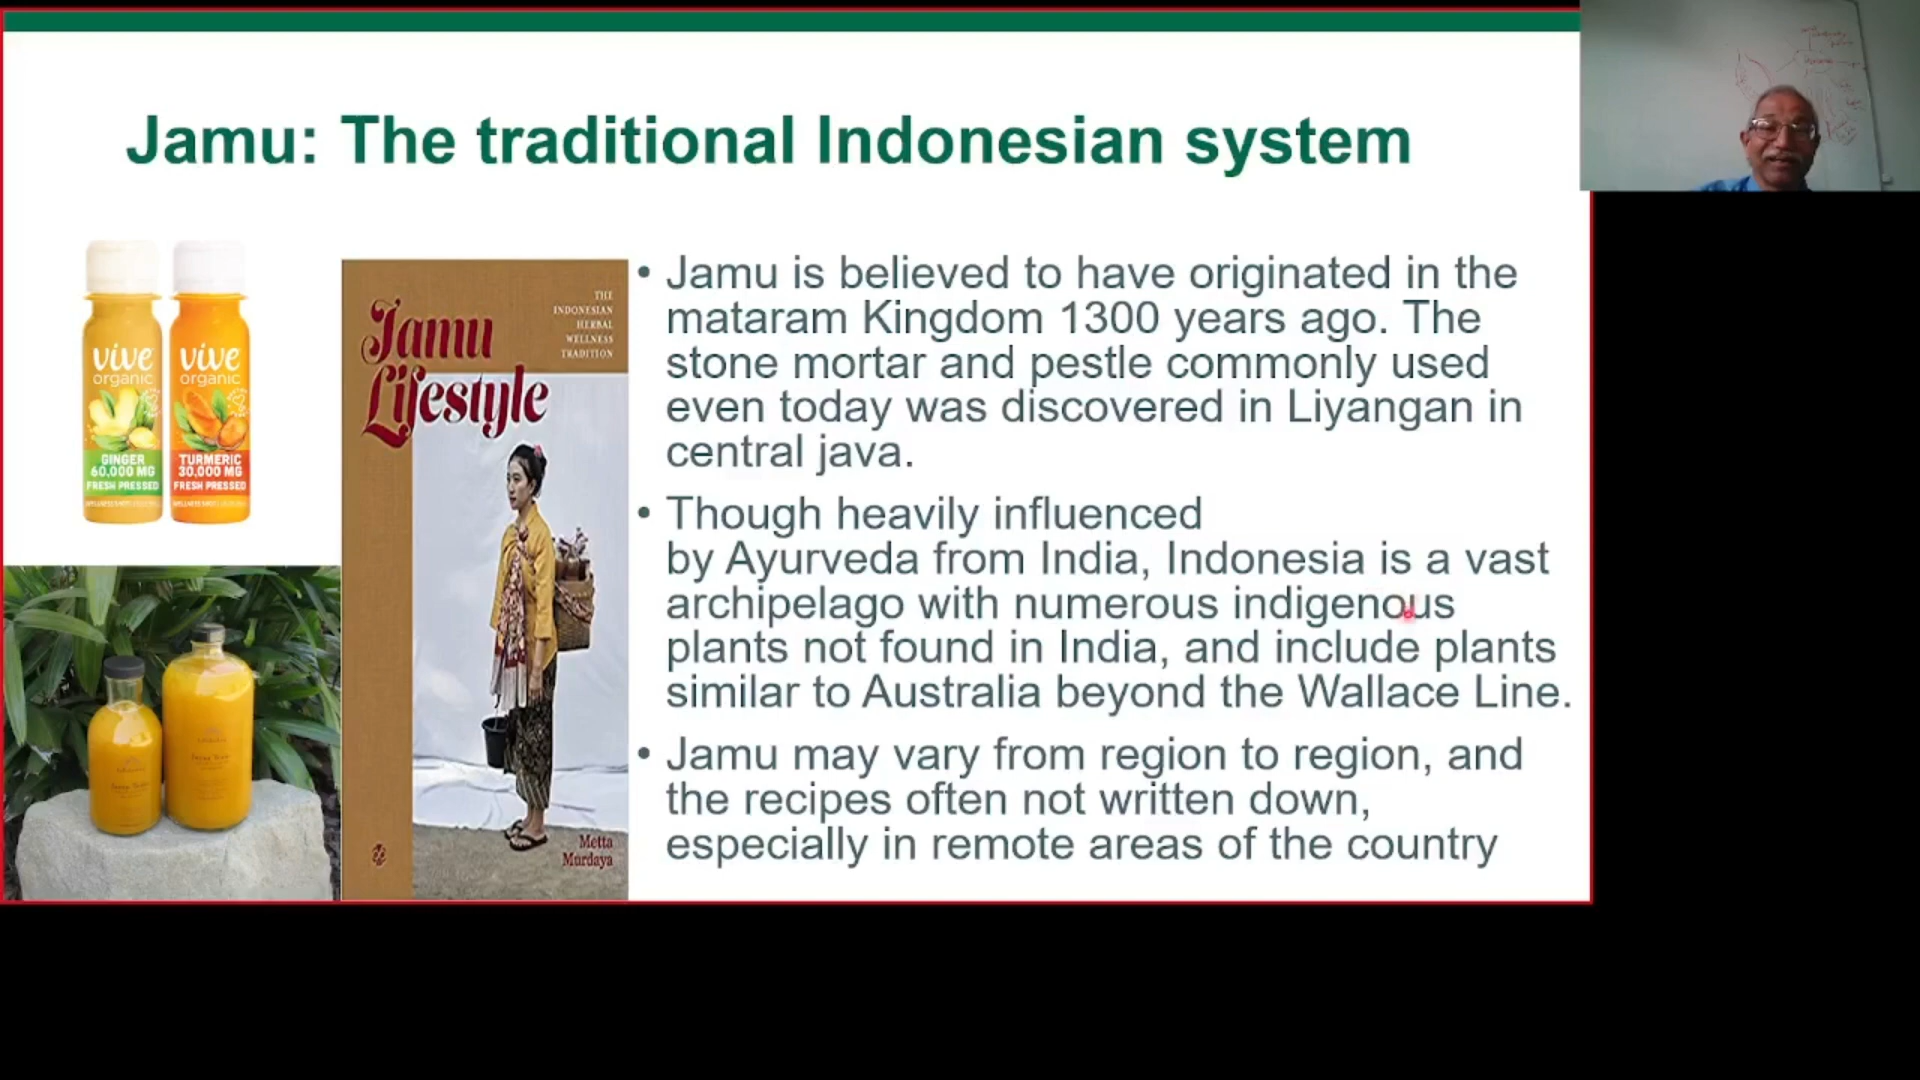 Jamu: The traditional Indonesian system
vive
organic
GINGER
60,000 MG
FRESH PRESSED
vive
organic
TURMERIC
30,000 MG
FRESH PRESSED
THE
INDONESIAN
HERBAL
WELLNESS
TRADITION
Jamu
Lifestyle
Metta
Murdaya
• Jamu is believed to have originated in the
mataram Kingdom 1300 years ago. The
stone mortar and pestle commonly used
even today was discovered in Liyangan in
central java.
• Though heavily influenced
by Ayurveda from India, Indonesia is a vast
archipelago with numerous indigenous
plants not found in India, and include plants
similar to Australia beyond the Wallace Line.
• Jamu may vary from region to region, and
the recipes often not written down,
especially in remote areas of the country